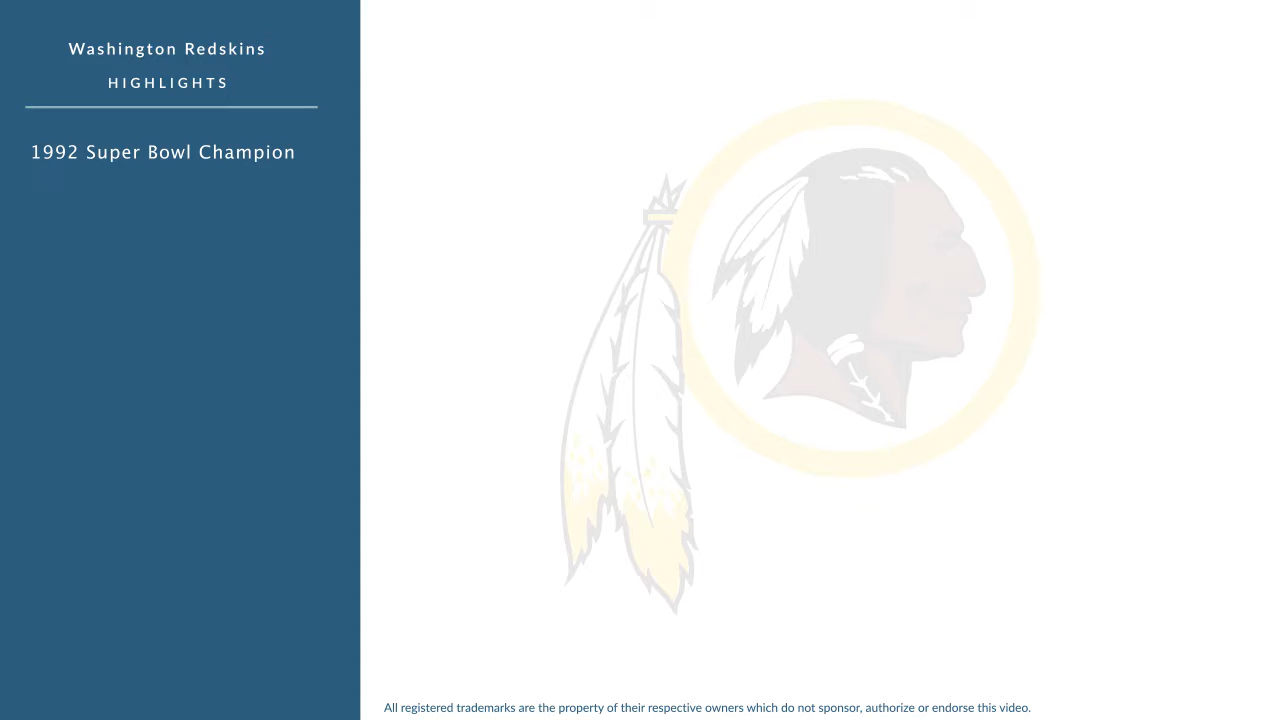 Washington Redskins
HIGHLIGHTS
1992 Super Bowl Champion
All registered trademarks are the property of their respective owners which do not sponsor, authorize or endorse this video.